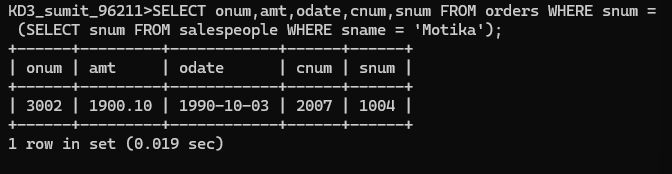 KD3_sumit_96211>SELECT onum,amt,odate,cnum,snum FROM orders WHERE snum =
 (SELECT snum FROM salespeople WHERE sname = 'Motika');
+------+---------+------------+------+------+
| onum | amt     | odate      | cnum | snum |
+------+---------+------------+------+------+
| 3002 | 1900.10 | 1990-10-03 | 2007 | 1004 |
+------+---------+------------+------+------+
1 row in set (0.019 sec)